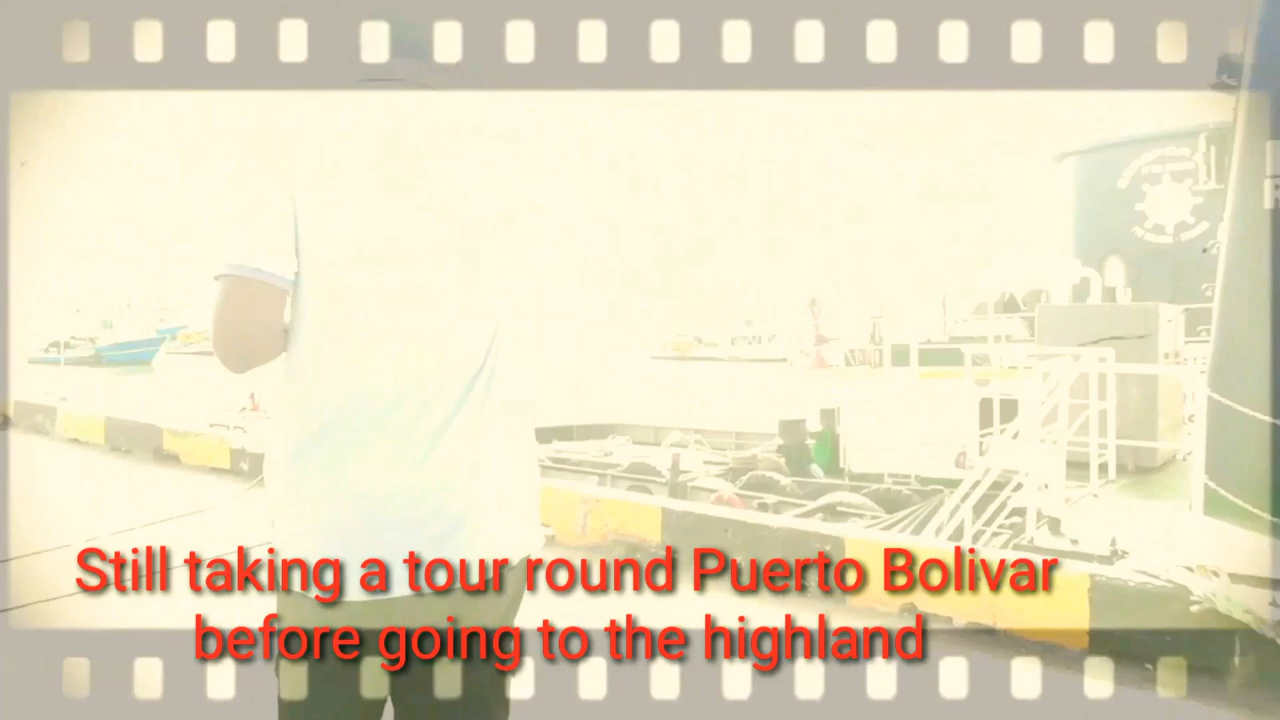 Still taking a tour round Puerto Bolivar
before going to the highland